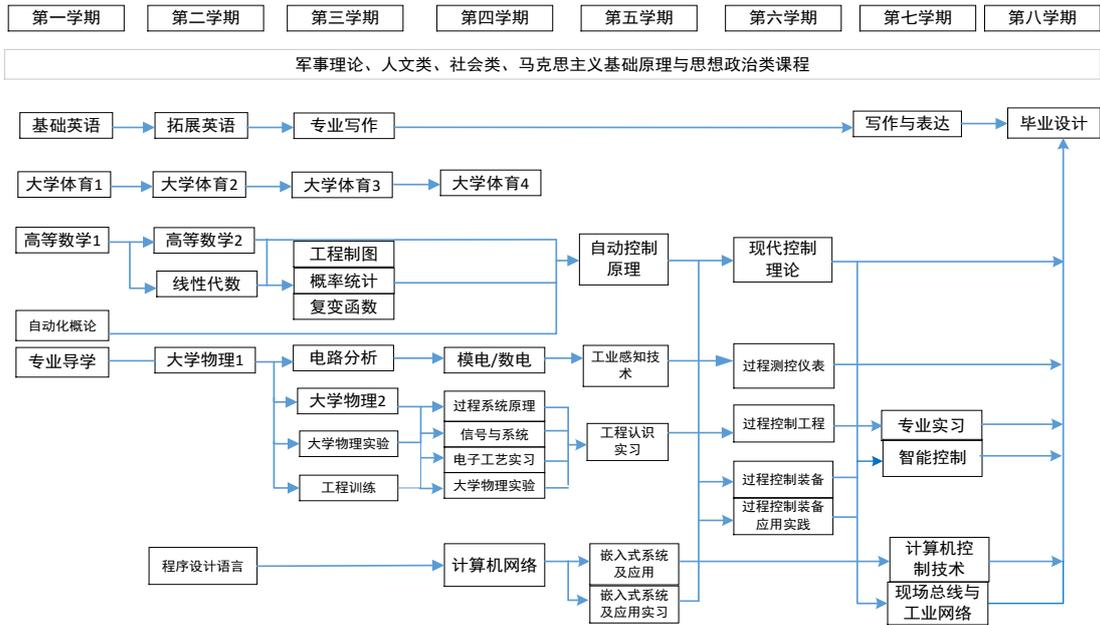 第一学期
第二学期
第三学期
第四学期
第五学期
第六学期
第七学期
第八学期
军事理论、人文类、社会类、马克思主义基础原理与思想政治类课程
基础英语
拓展英语
专业写作
写作与表达
毕业设计
大学体育1
大学体育2
大学体育3
大学体育4
高等数学1
高等数学2
线性代数
工程制图
概率统计
复变函数
自动控制
原理
现代控制
理论
自动化概论
专业导学
大学物理1
电路分析
模电/数电
工业感知技
术
过程测控仪表
大学物理2
大学物理实验
工程训练
过程系统原理
信号与系统
电子工艺实习
大学物理实验
工程认识
实习
过程控制工程
专业实习
智能控制
过程控制装备
过程控制装备
应用实践
程序设计语言
计算机网络
嵌入式系统
及应用
嵌入式系统
及应用实习
计算机控
制技术
现场总线与
工业网络